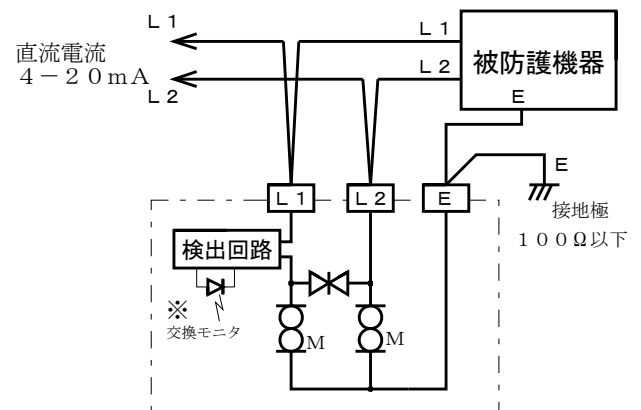 L1
直流電流
4-20mA
L2
L1
L2
被防護機器
E
L1
L2
E
E
接地極
100Ω以下
検出回路
※
交換モニタ
M
M